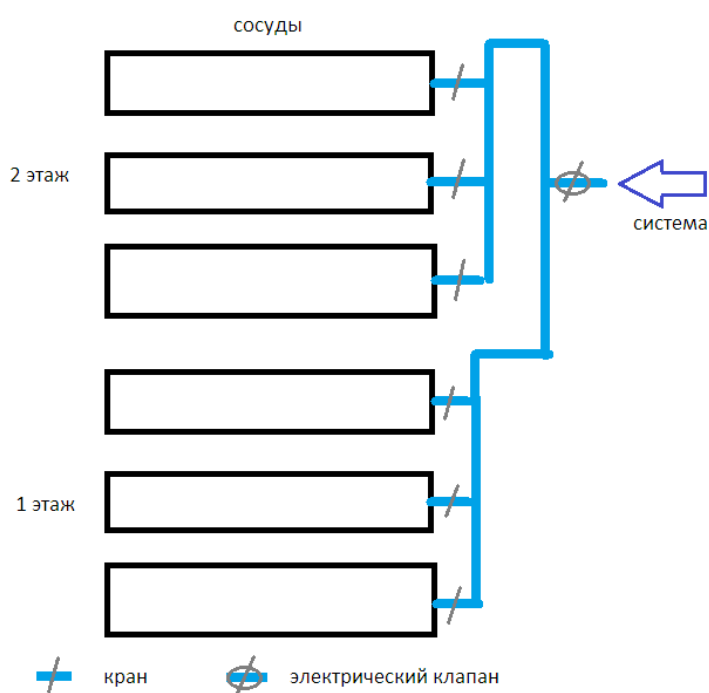 сосуды
2 этаж
система
1 этаж
кран
электрический клапан